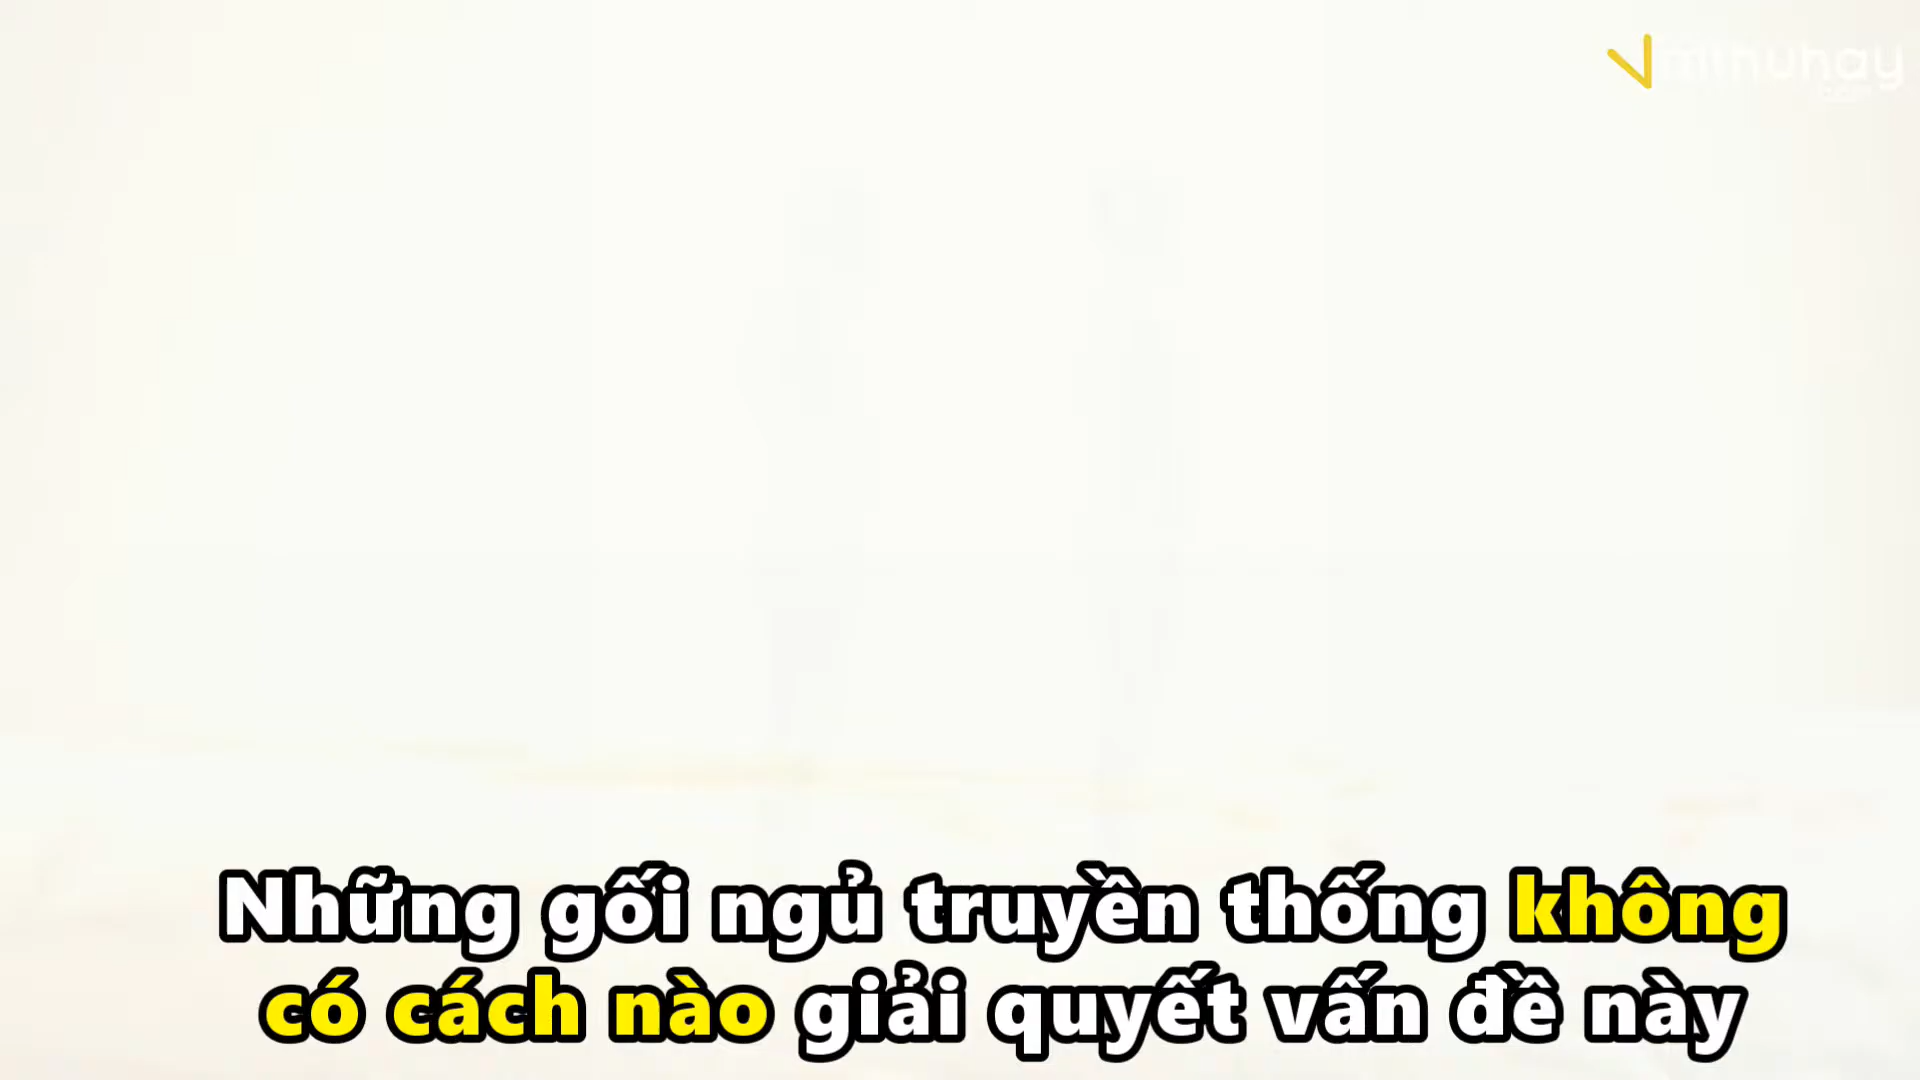 Những gối ngủ truyền thống không
có cách nào giải quyết vấn đề này